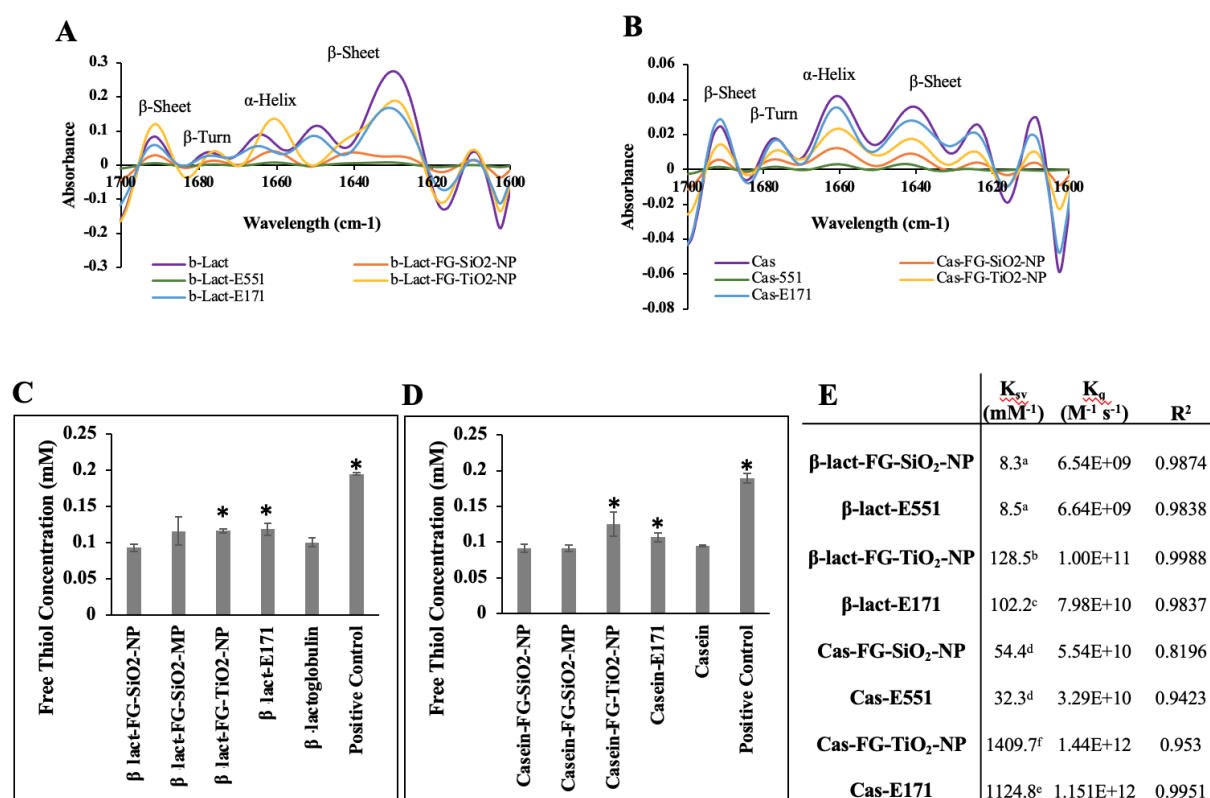 A
β-Sheet
β-Sheet
α-Helix
β-Turn
0.3
0.2
0.1
0
-0.1
-0.2
-0.3
Absorbance
1700
1680
1660
1640
1620
1600
Wavelength (cm-1)
b-Lact
b-Lact-FG-SiO2-NP
b-Lact-E551
b-Lact-FG-TiO2-NP
b-Lact-E171
B
α-Helix
β-Sheet
β-Sheet
β-Turn
0.06
0.04
0.02
0
-0.02
-0.04
-0.06
-0.08
Absorbance
1700
1680
1660
1640
1620
1600
Wavelength (cm-1)
Cas
Cas-FG-SiO2-NP
Cas-551
Cas-FG-TiO2-NP
Cas-E171
C
Free Thiol Concentration (mM)
0.25
0.2
0.15
0.1
0.05
0
*
*
*
β-lact-FG-SiO2-NP
β-lact-FG-SiO2-MP
β-lact-FG-TiO2-NP
β-lact-E171
β-lactoglobulin
Positive Control
D
Free Thiol Concentration (mM)
0.25
0.2
0.15
0.1
0.05
0
*
*
*
Casein-FG-SiO2-NP
Casein-FG-SiO2-MP
Casein-FG-TiO2-NP
Casein-E171
Casein
Positive Control
E
Ksv (mM⁻¹) Kq (M⁻¹ s⁻¹) R²
β-lact-FG-SiO₂-NP 8.3ᵃ 6.54E+09 0.9874
β-lact-E551 8.5ᵃ 6.64E+09 0.9838
β-lact-FG-TiO₂-NP 128.5ᵇ 1.00E+11 0.9988
β-lact-E171 102.2ᶜ 7.98E+10 0.9837
Cas-FG-SiO₂-NP 54.4ᵈ 5.54E+10 0.8196
Cas-E551 32.3ᵈ 3.29E+10 0.9423
Cas-FG-TiO₂-NP 1409.7ᶠ 1.44E+12 0.953
Cas-E171 1124.8ᵉ 1.151E+12 0.9951